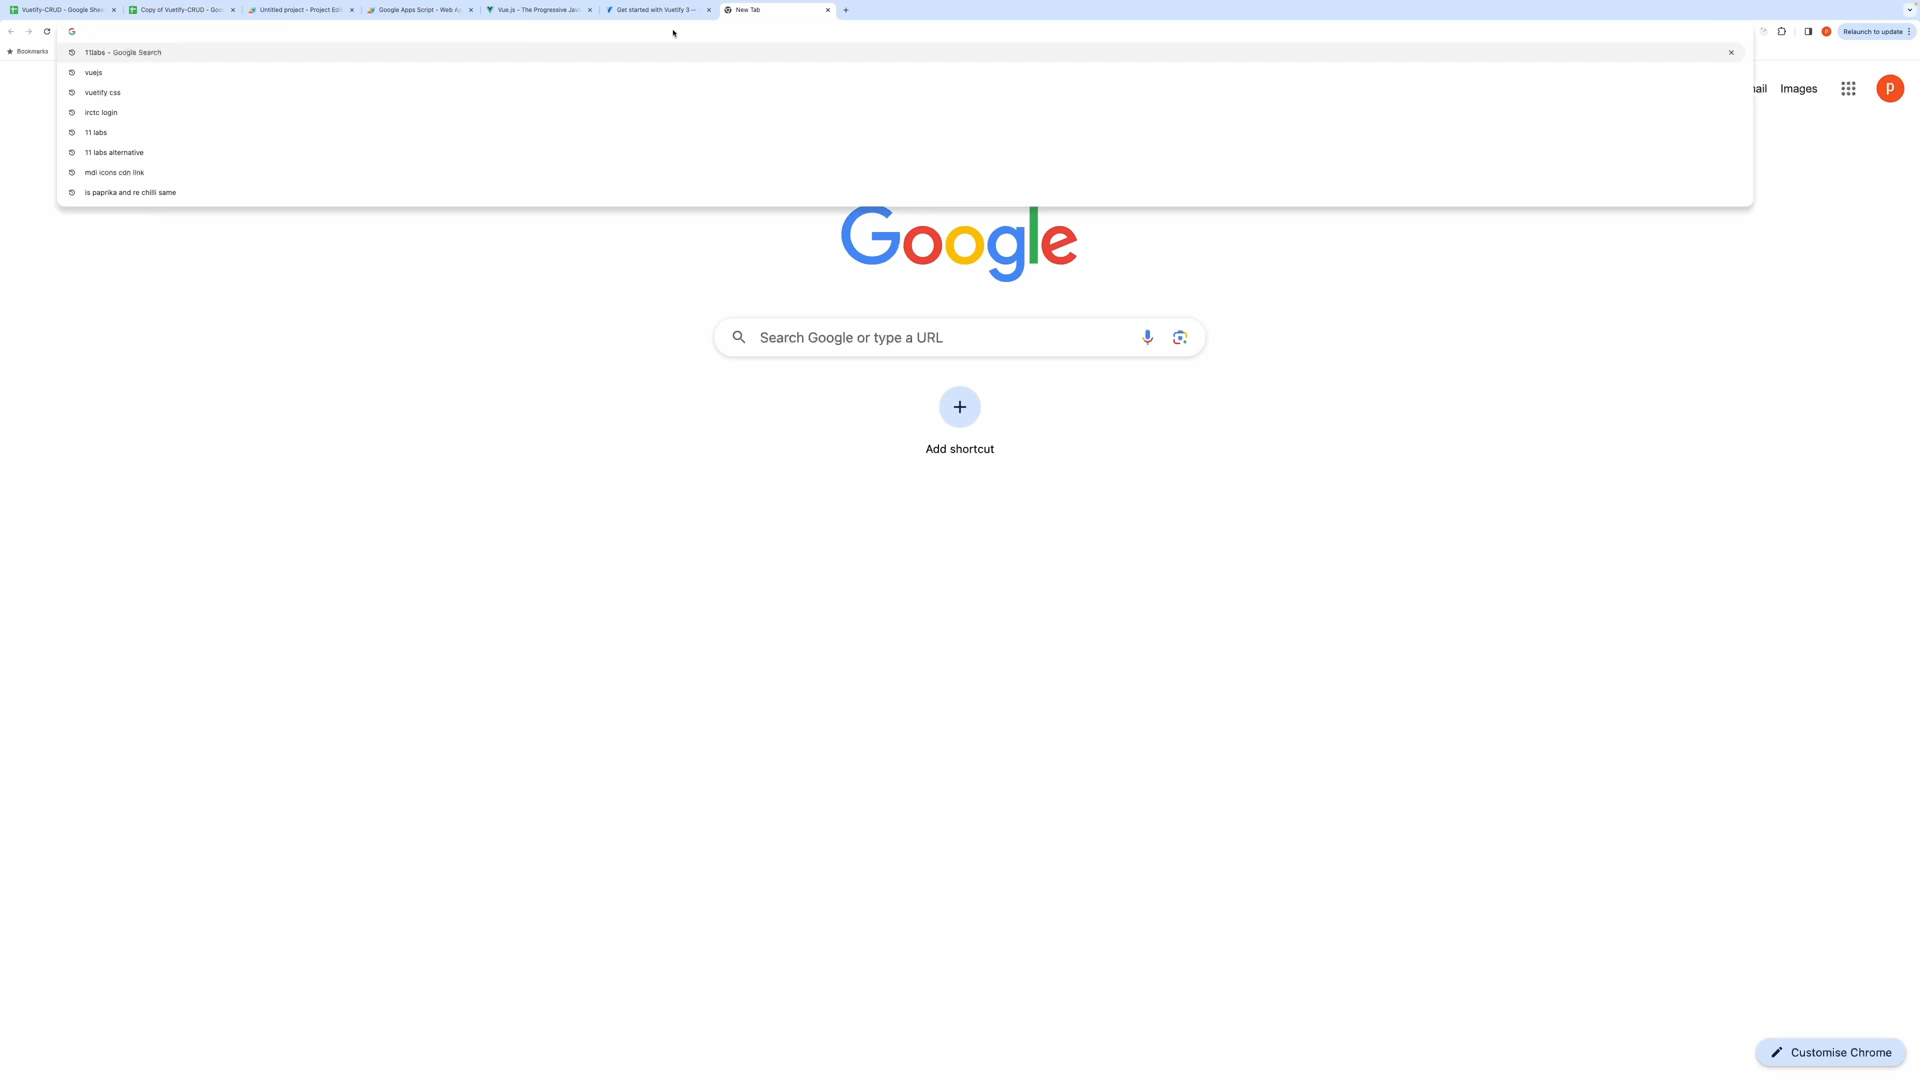 Vuetify-CRUD - Google Shee
Copy of Vuetify-CRUD - Goo
Untitled project - Project Edi
Google Apps Script - Web Ap
Vue.js - The Progressive Java
Get started with Vuetify 3 —
New Tab
Relaunch to update
Bookmarks
11labs - Google Search
vuejs
vuetify css
irctc login
11 labs
11 labs alternative
mdi icons cdn link
is paprika and re chilli same
ail
Images
p
Google
Search Google or type a URL
Add shortcut
Customise Chrome